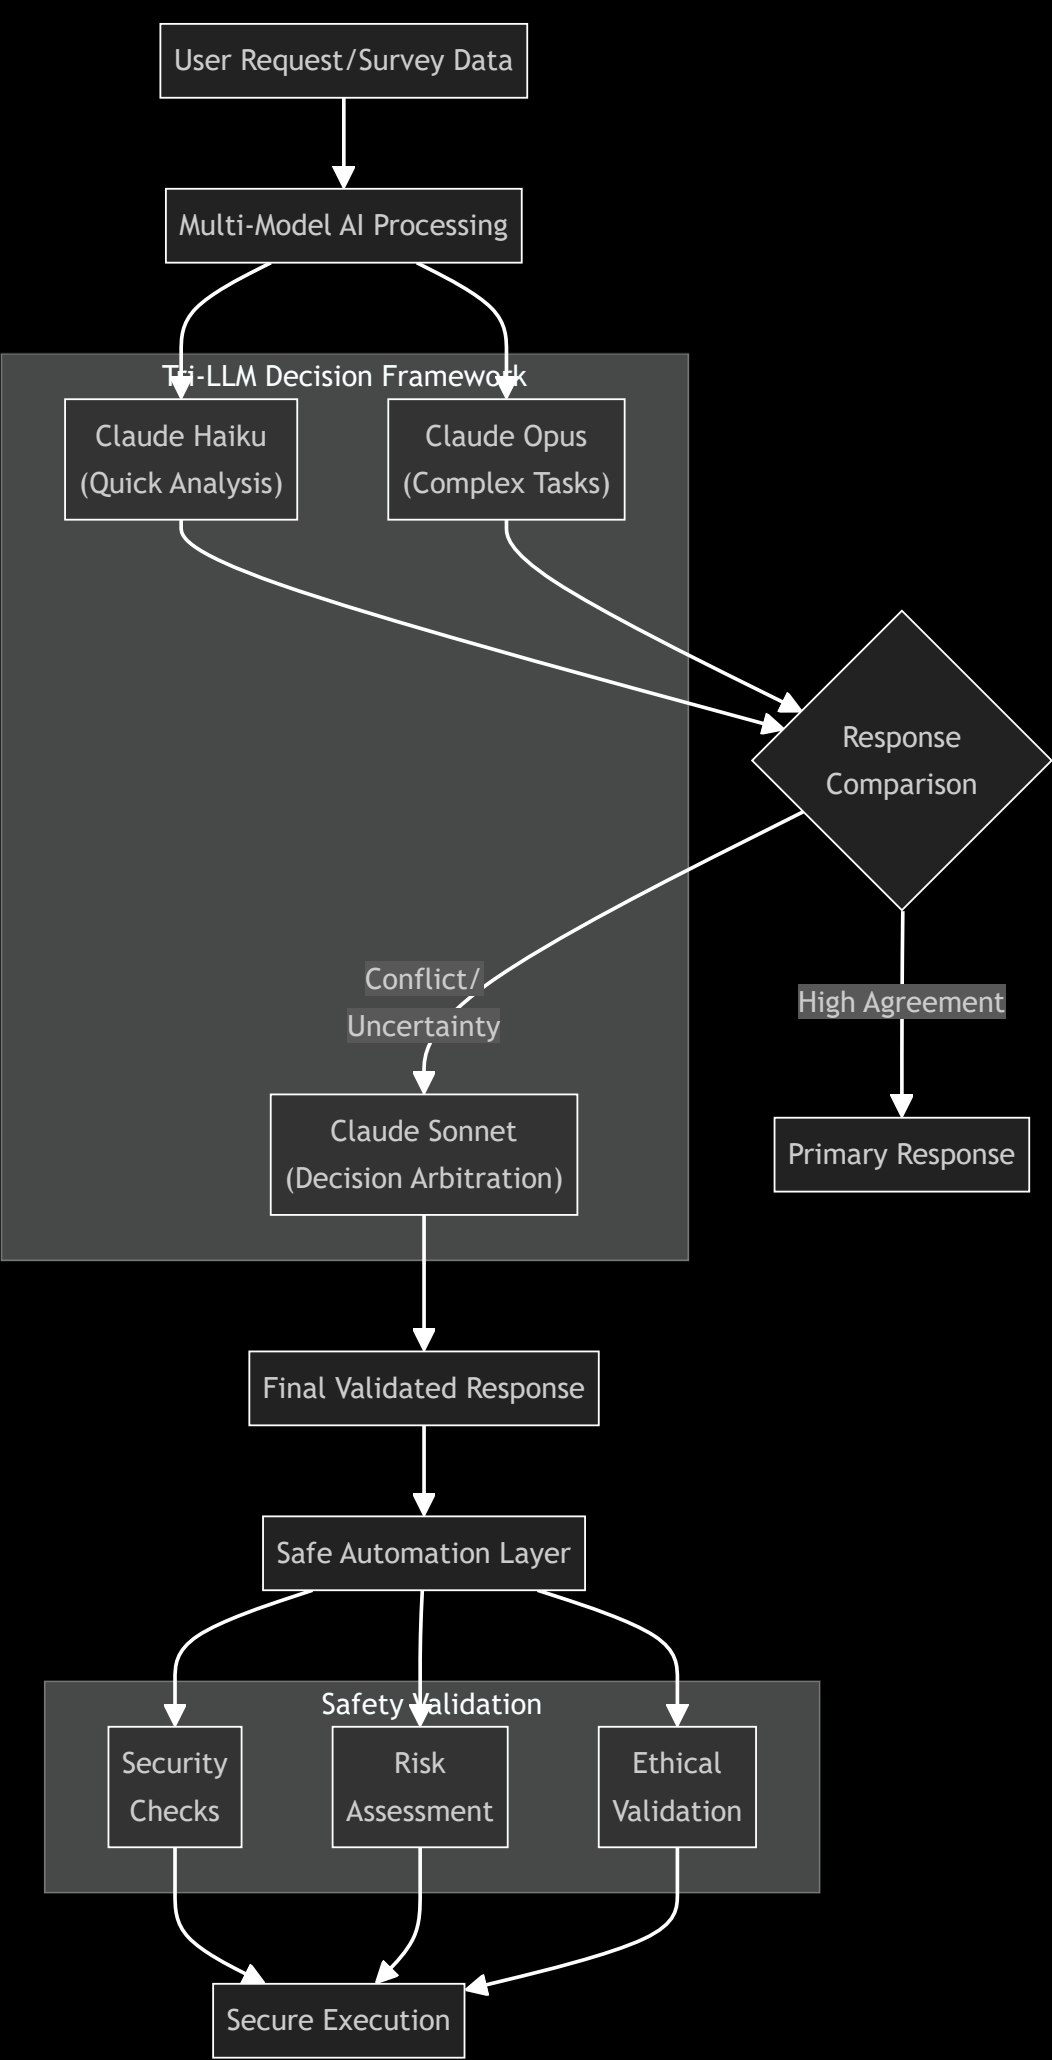 User Request/Survey Data
Multi-Model AI Processing
Tri-LLM Decision Framework
Claude Haiku
(Quick Analysis)
Claude Opus
(Complex Tasks)
Response
Comparison
Conflict/
Uncertainty
High Agreement
Claude Sonnet
(Decision Arbitration)
Primary Response
Final Validated Response
Safe Automation Layer
Safety Validation
Security
Checks
Risk
Assessment
Ethical
Validation
Secure Execution